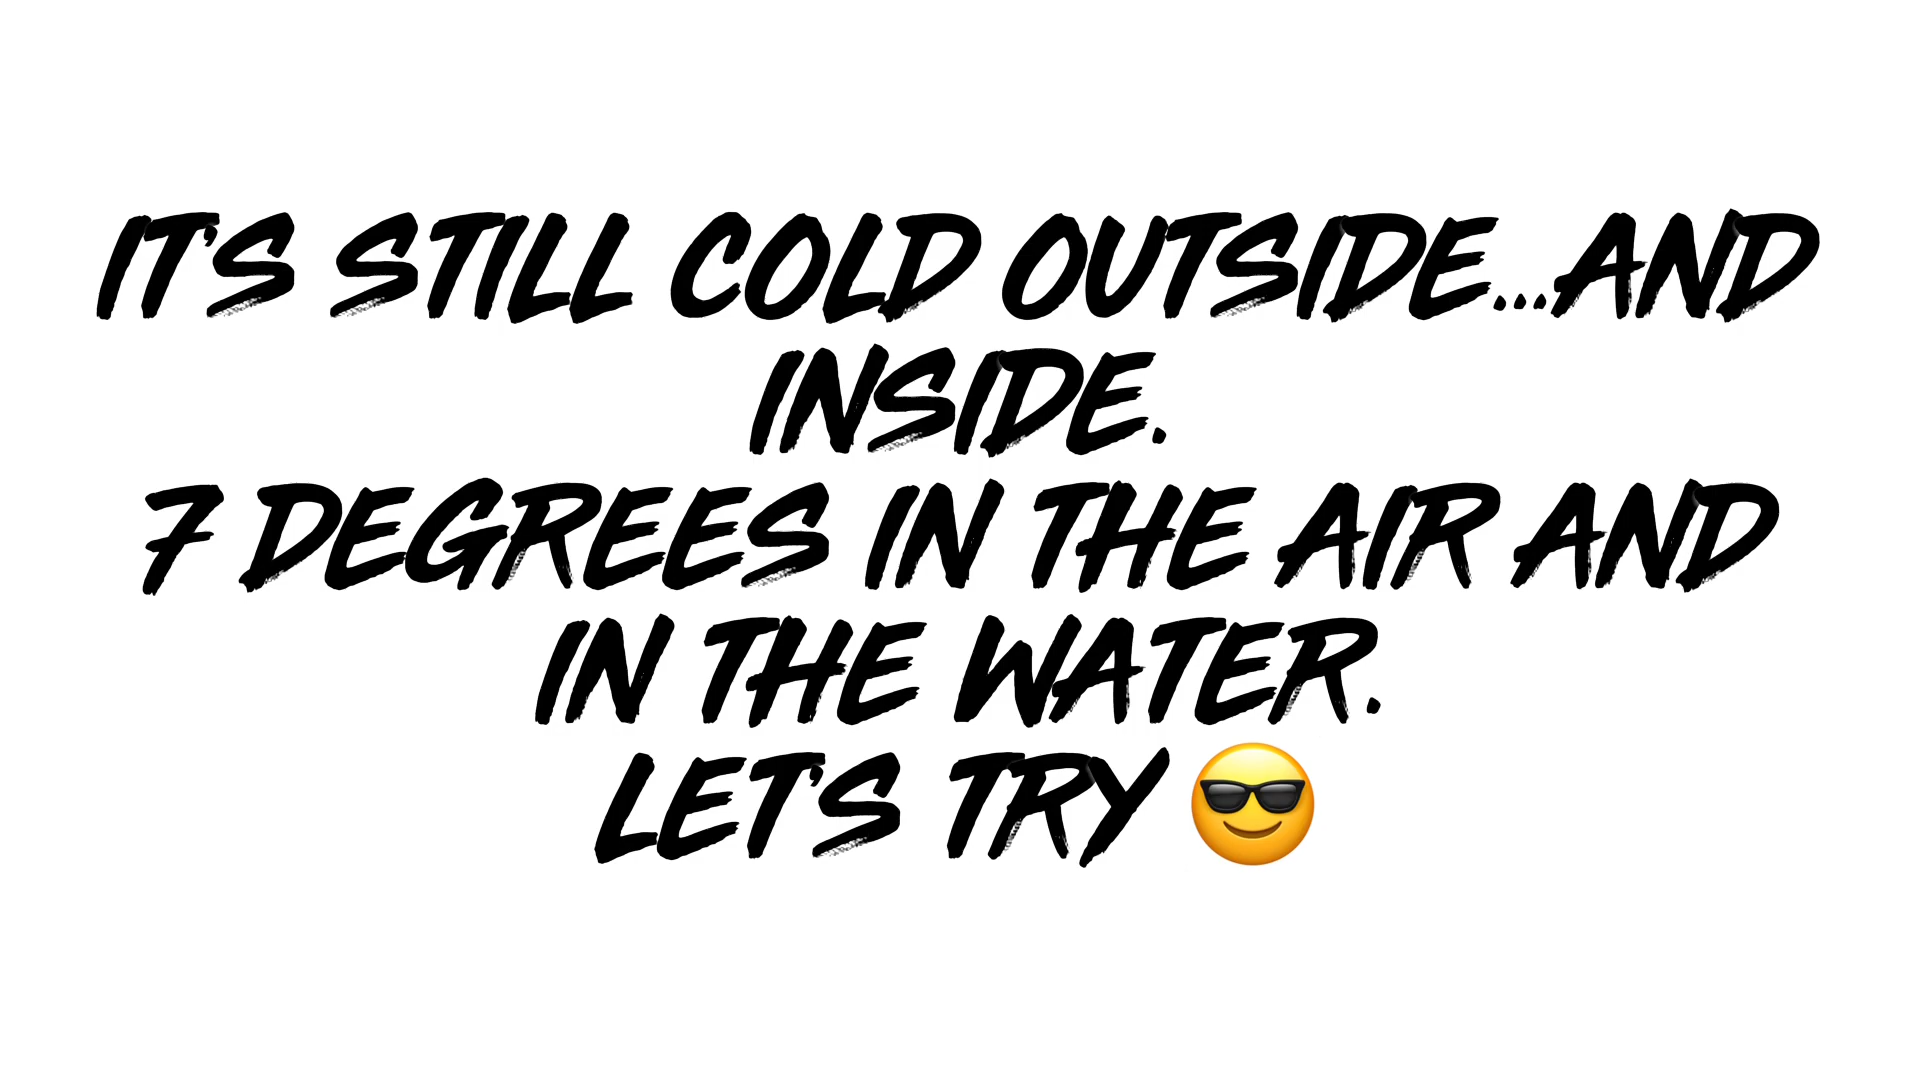 IT'S STILL COLD OUTSIDE...AND
INSIDE.
7 DEGREES IN THE AIR AND
IN THE WATER.
LET'S TRY 😎